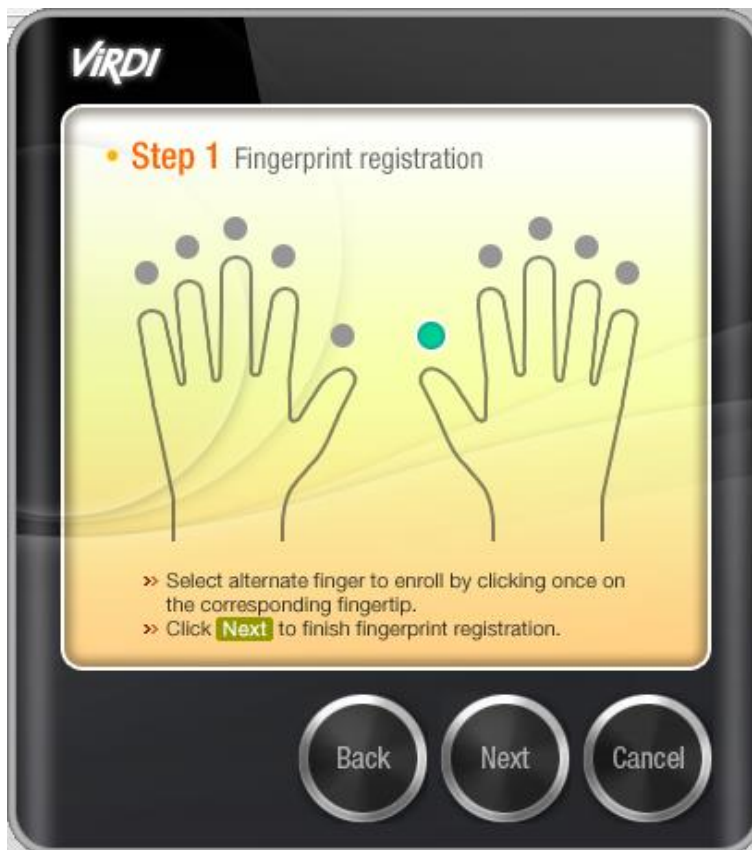 ViRDI
• Step 1 Fingerprint registration
» Select alternate finger to enroll by clicking once on
the corresponding fingertip.
» Click Next to finish fingerprint registration.
Back Next Cancel